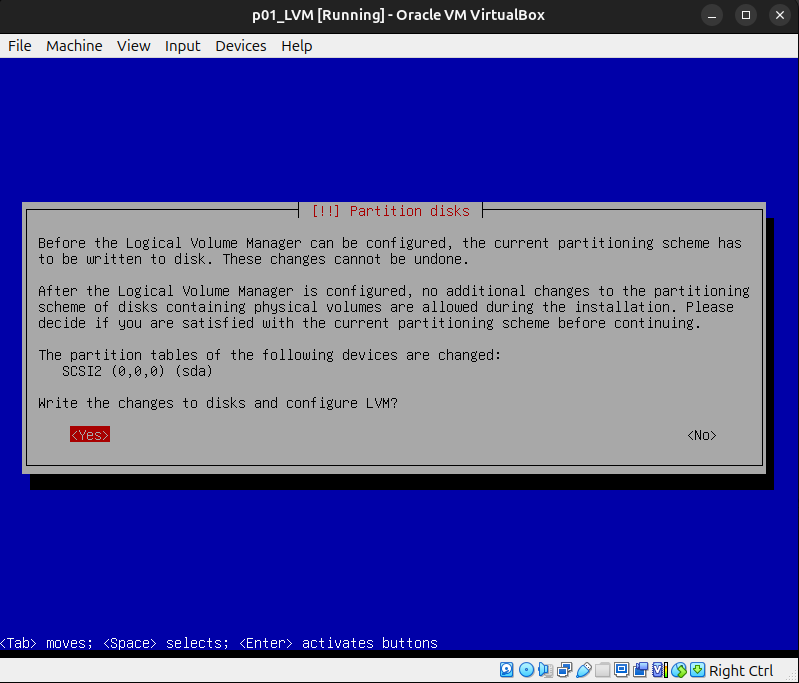 p01_LVM [Running] - Oracle VM VirtualBox
File Machine View Input Devices Help
[!!] Partition disks
Before the Logical Volume Manager can be configured, the current partitioning scheme has
to be written to disk. These changes cannot be undone.
After the Logical Volume Manager is configured, no additional changes to the partitioning
scheme of disks containing physical volumes are allowed during the installation. Please
decide if you are satisfied with the current partitioning scheme before continuing.
The partition tables of the following devices are changed:
SCSI2 (0,0,0) (sda)
Write the changes to disks and configure LVM?
<Yes> <No>
<Tab> moves; <Space> selects; <Enter> activates buttons
Right Ctrl